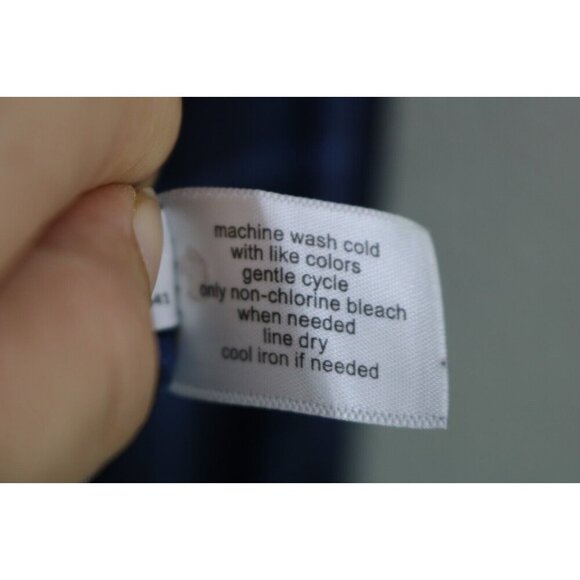 machine wash cold
with like colors
gentle cycle
only non-chlorine bleach
when needed
line dry
cool iron if needed